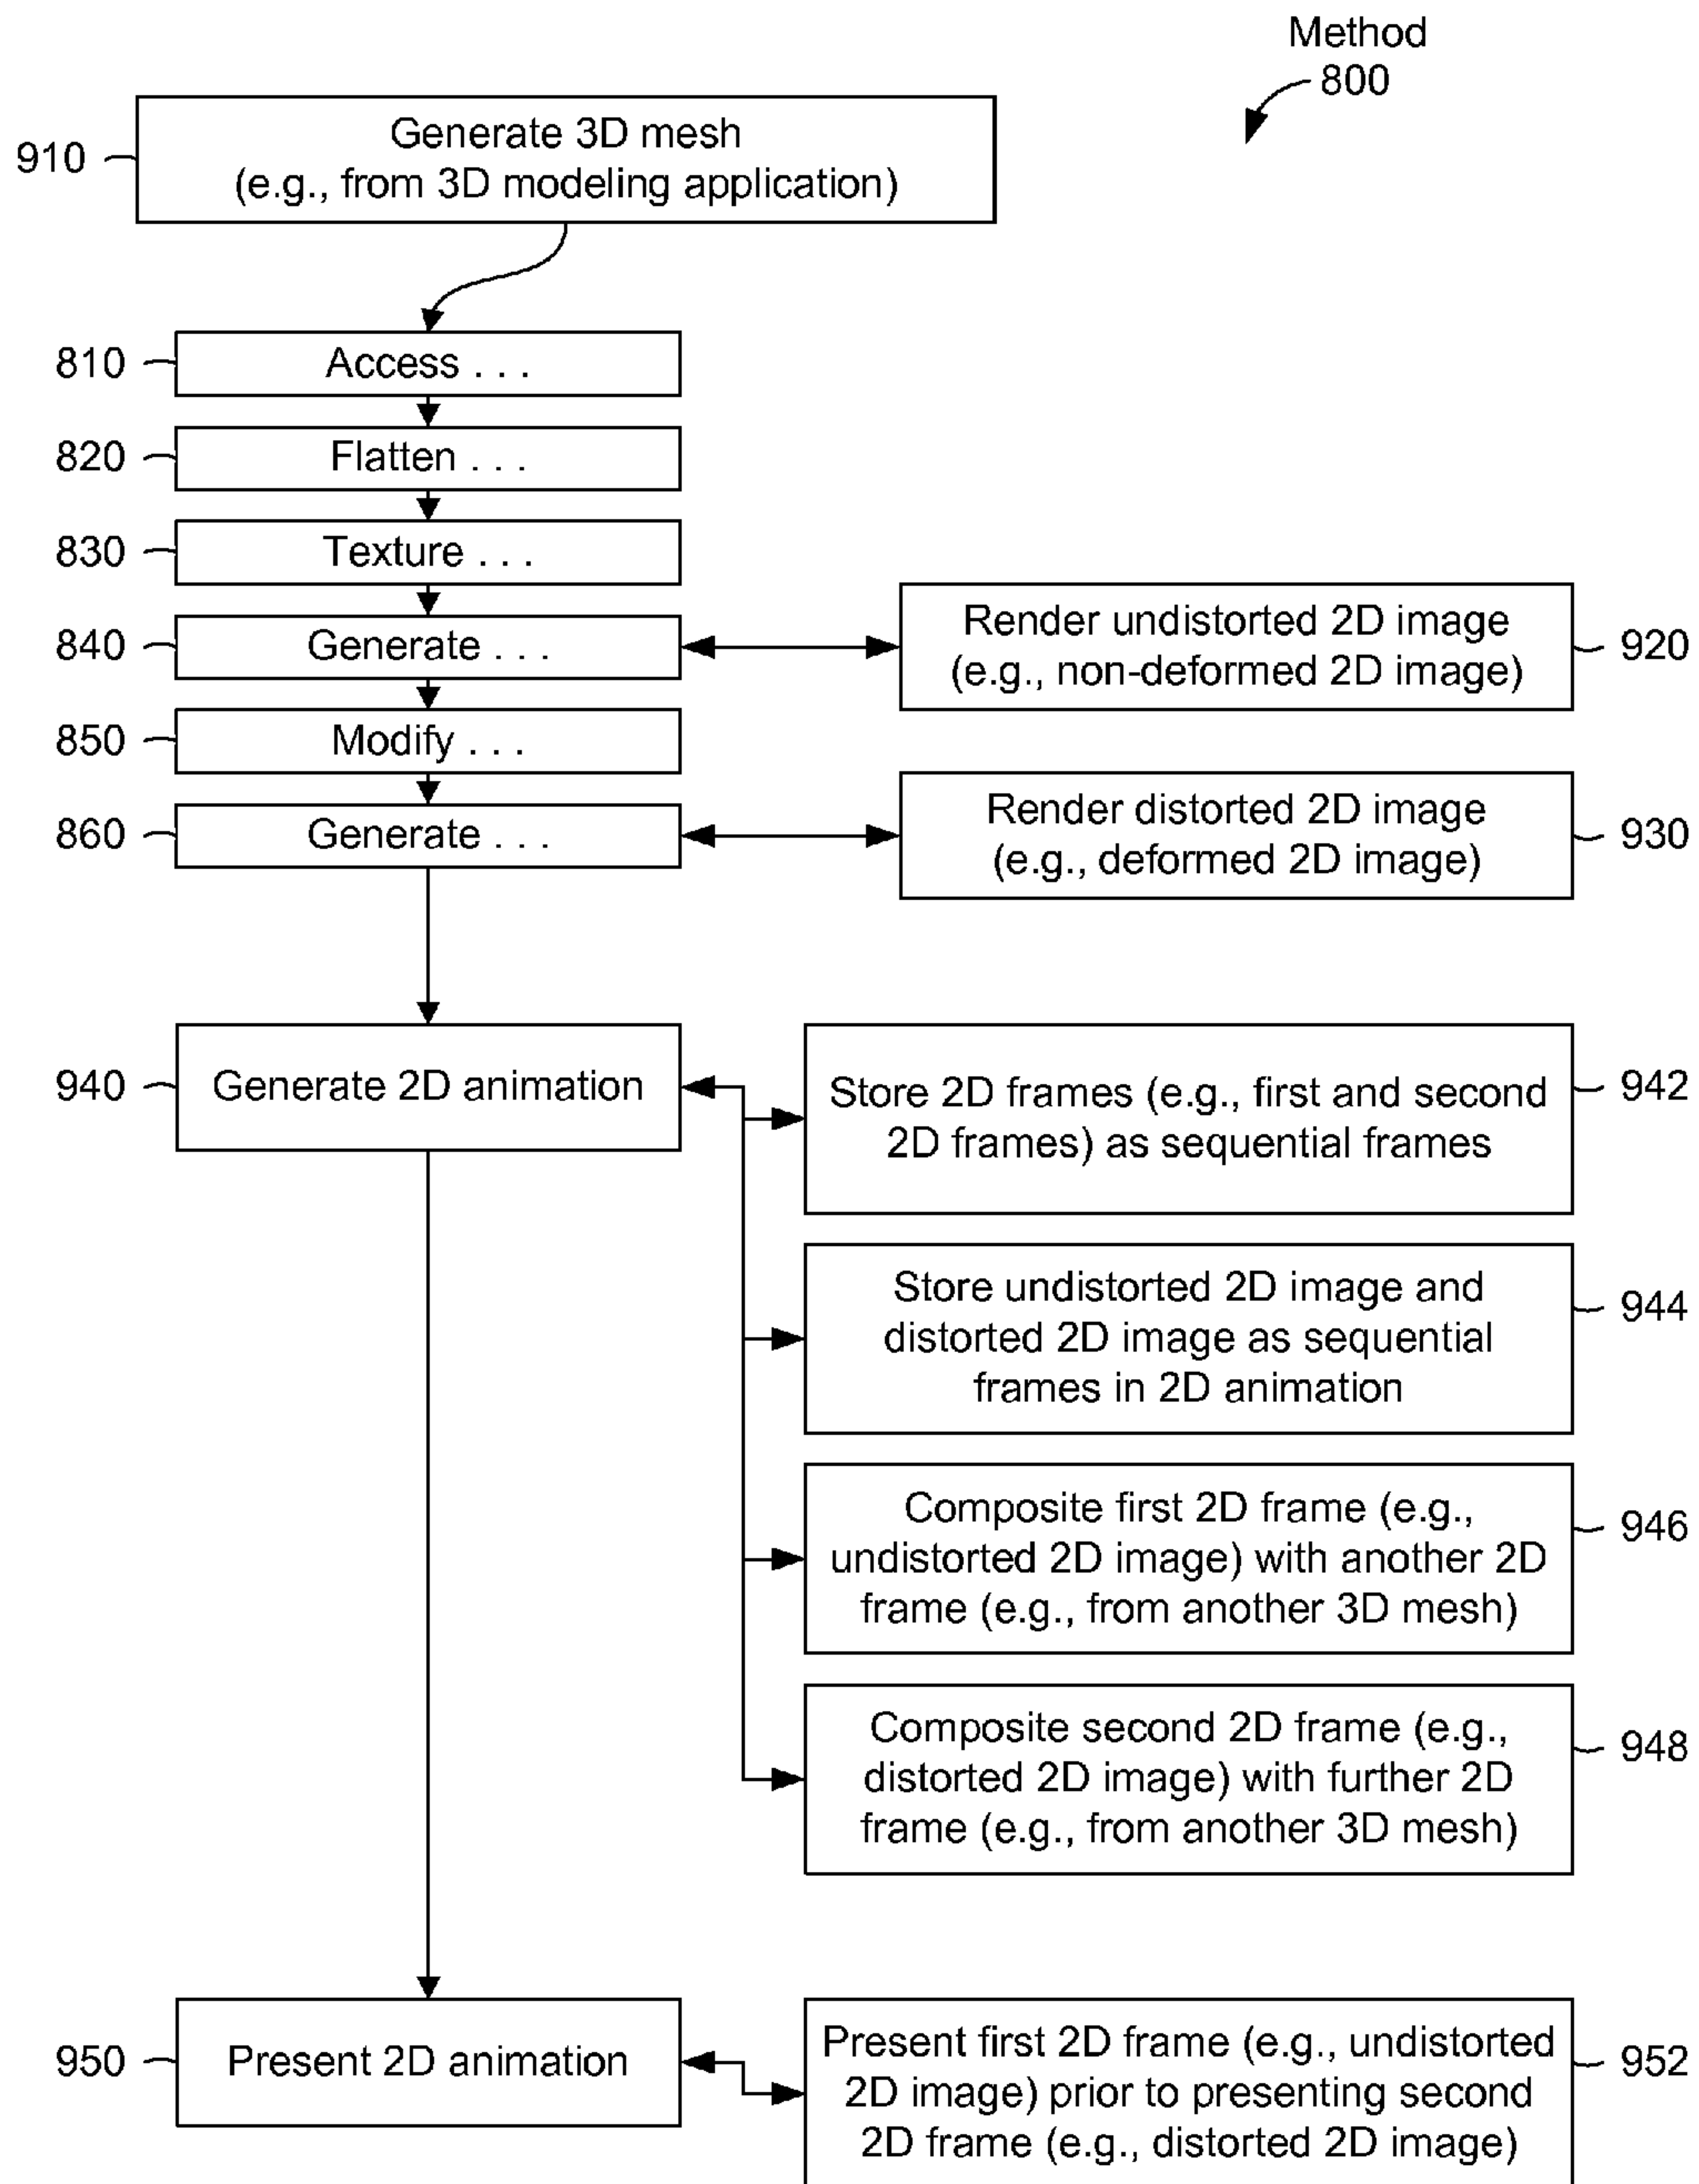 Method
800
910
Generate 3D mesh
(e.g., from 3D modeling application)
810
Access . . .
820
Flatten . . .
830
Texture . . .
840
Generate . . .
Render undistorted 2D image
(e.g., non-deformed 2D image)
920
850
Modify . . .
860
Generate . . .
Render distorted 2D image
(e.g., deformed 2D image)
930
940
Generate 2D animation
Store 2D frames (e.g., first and second
2D frames) as sequential frames
942
Store undistorted 2D image and
distorted 2D image as sequential
frames in 2D animation
944
Composite first 2D frame (e.g.,
undistorted 2D image) with another 2D
frame (e.g., from another 3D mesh)
946
Composite second 2D frame (e.g.,
distorted 2D image) with further 2D
frame (e.g., from another 3D mesh)
948
950
Present 2D animation
Present first 2D frame (e.g., undistorted
2D image) prior to presenting second
2D frame (e.g., distorted 2D image)
952